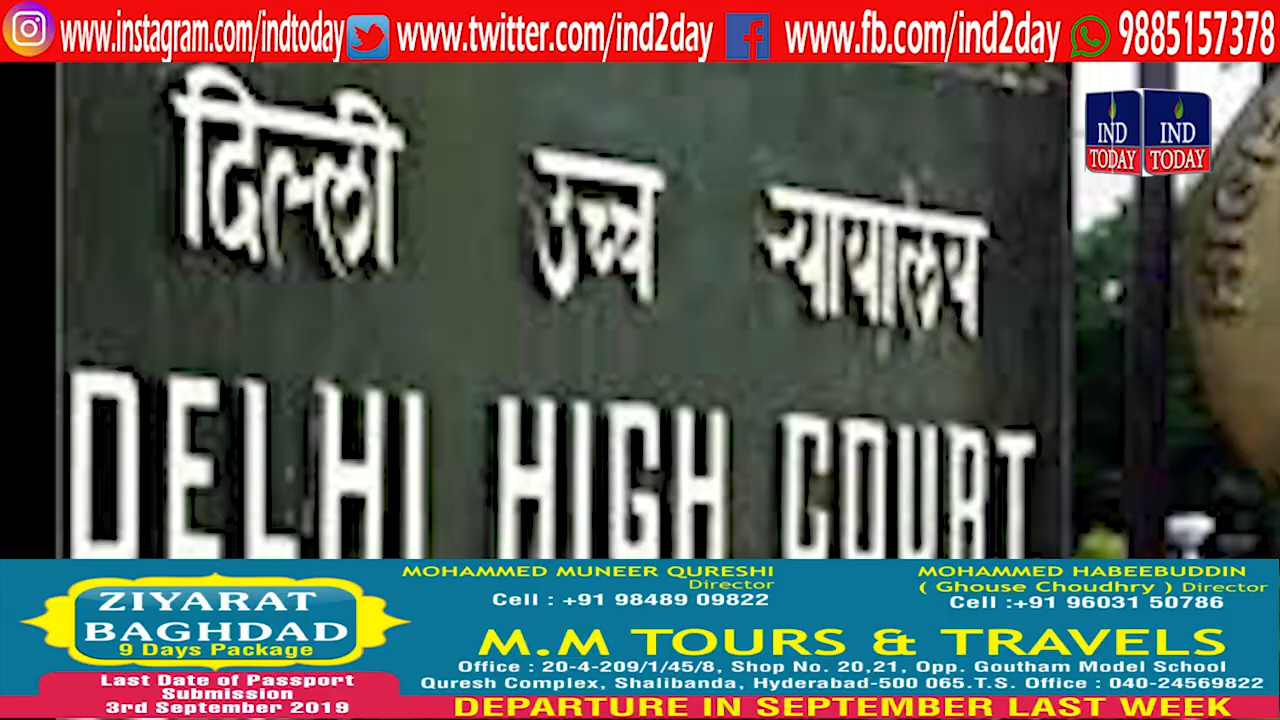 www.instagram.com/indtoday www.twitter.com/ind2day www.fb.com/ind2day 9885157378
IND TODAY IND TODAY
दिल्ली उच्च न्यायालय
HIGH
DELHI HIGH COURT
ZIYARAT
BAGHDAD
9 Days Package
Last Date of Passport
Submission
3rd September 2019
MOHAMMED MUNEER QURESHI
Director
Cell : +91 98489 09822
MOHAMMED HABEEBUDDIN
( Ghouse Choudhry ) Director
Cell :+91 96031 50786
M.M TOURS & TRAVELS
Office : 20-4-209/1/45/8, Shop No. 20,21, Opp. Goutham Model School
Quresh Complex, Shalibanda, Hyderabad-500 065.T.S. Office : 040-24569822
DEPARTURE IN SEPTEMBER LAST WEEK